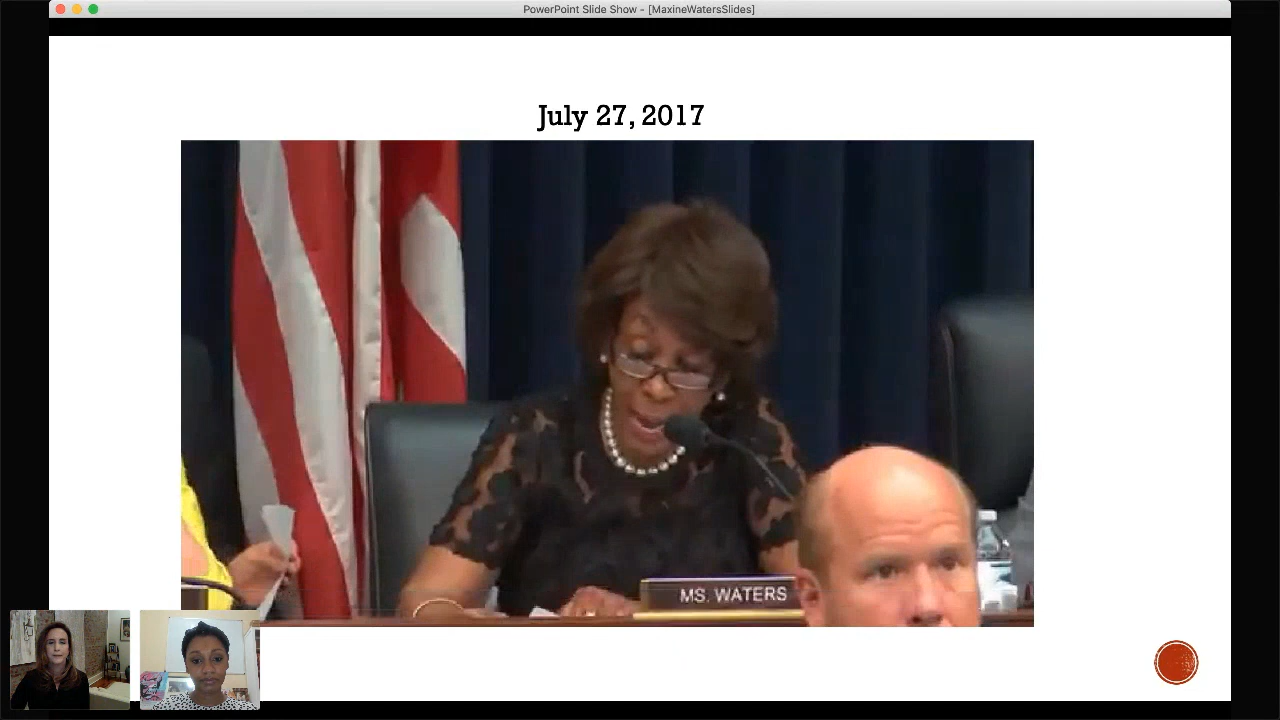 PowerPoint Slide Show - [MaxineWatersSlides]
July 27, 2017
MS. WATERS